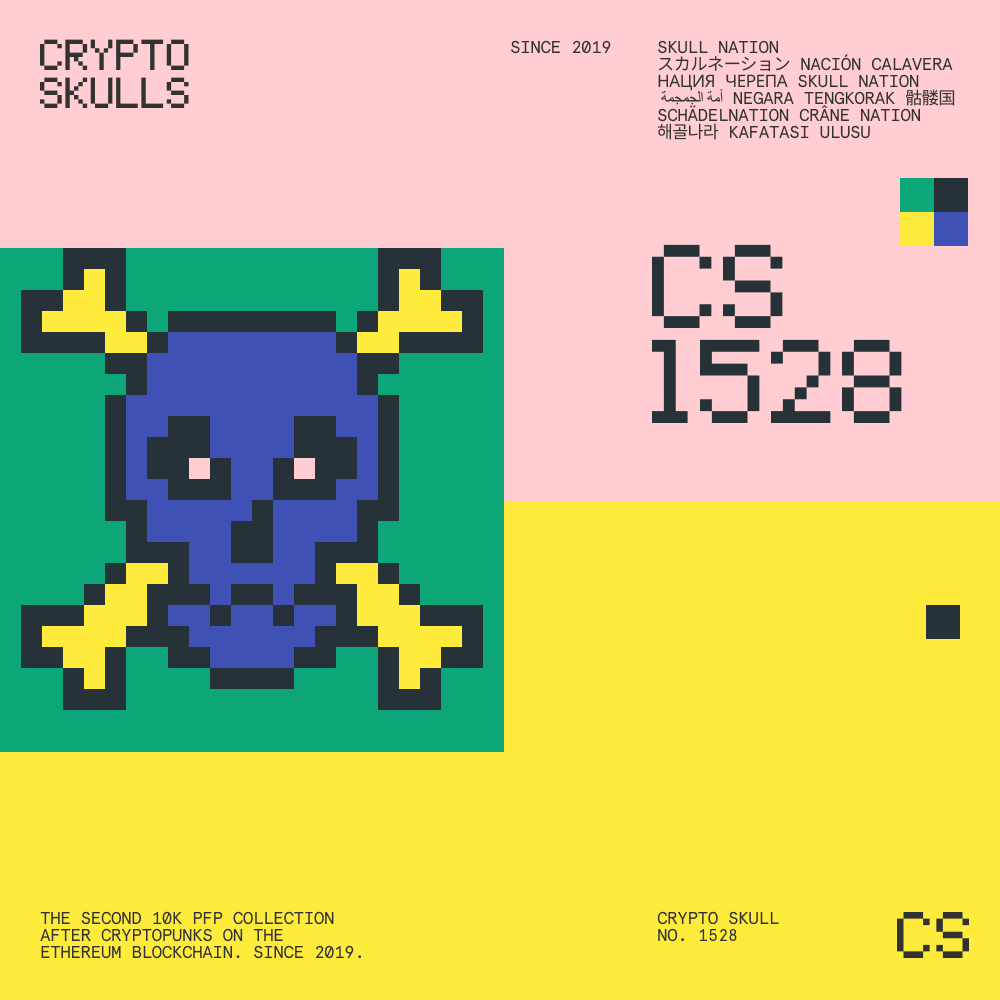 CRYPTO
SKULLS
SINCE 2019
SKULL NATION
スカルネーション NACIÓN CALAVERA
НАЦИЯ ЧЕРЕПА SKULL NATION
أمة الجمجمة NEGARA TENGKORAK 骷髅国
SCHÄDELNATION CRÂNE NATION
해골나라 KAFATASI ULUSU
CS
1528
THE SECOND 10K PFP COLLECTION
AFTER CRYPTOPUNKS ON THE
ETHEREUM BLOCKCHAIN. SINCE 2019.
CRYPTO SKULL
NO. 1528
CS